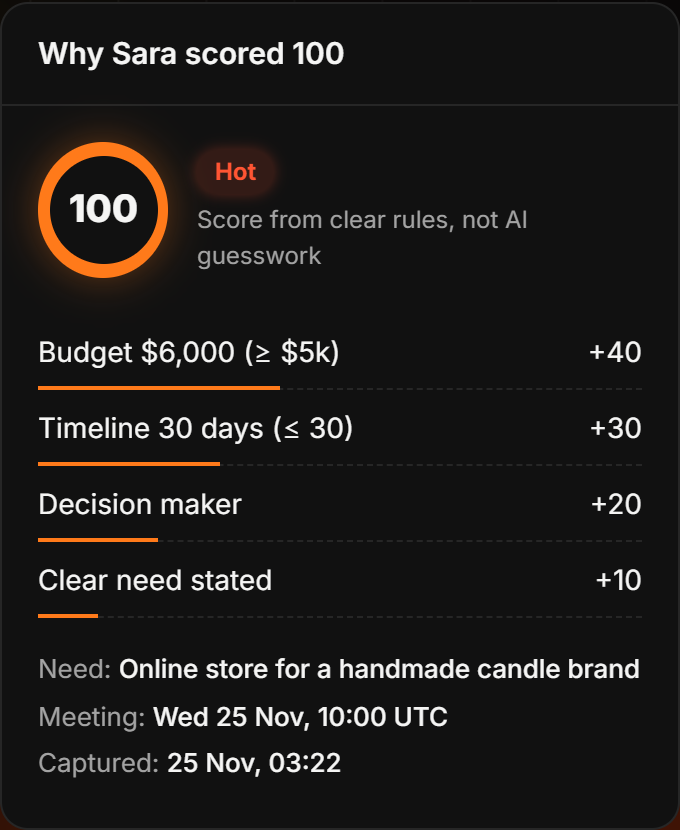 Why Sara scored 100
100
Hot
Score from clear rules, not AI
guesswork
Budget $6,000 (≥ $5k) +40
Timeline 30 days (≤ 30) +30
Decision maker +20
Clear need stated +10
Need: Online store for a handmade candle brand
Meeting: Wed 25 Nov, 10:00 UTC
Captured: 25 Nov, 03:22